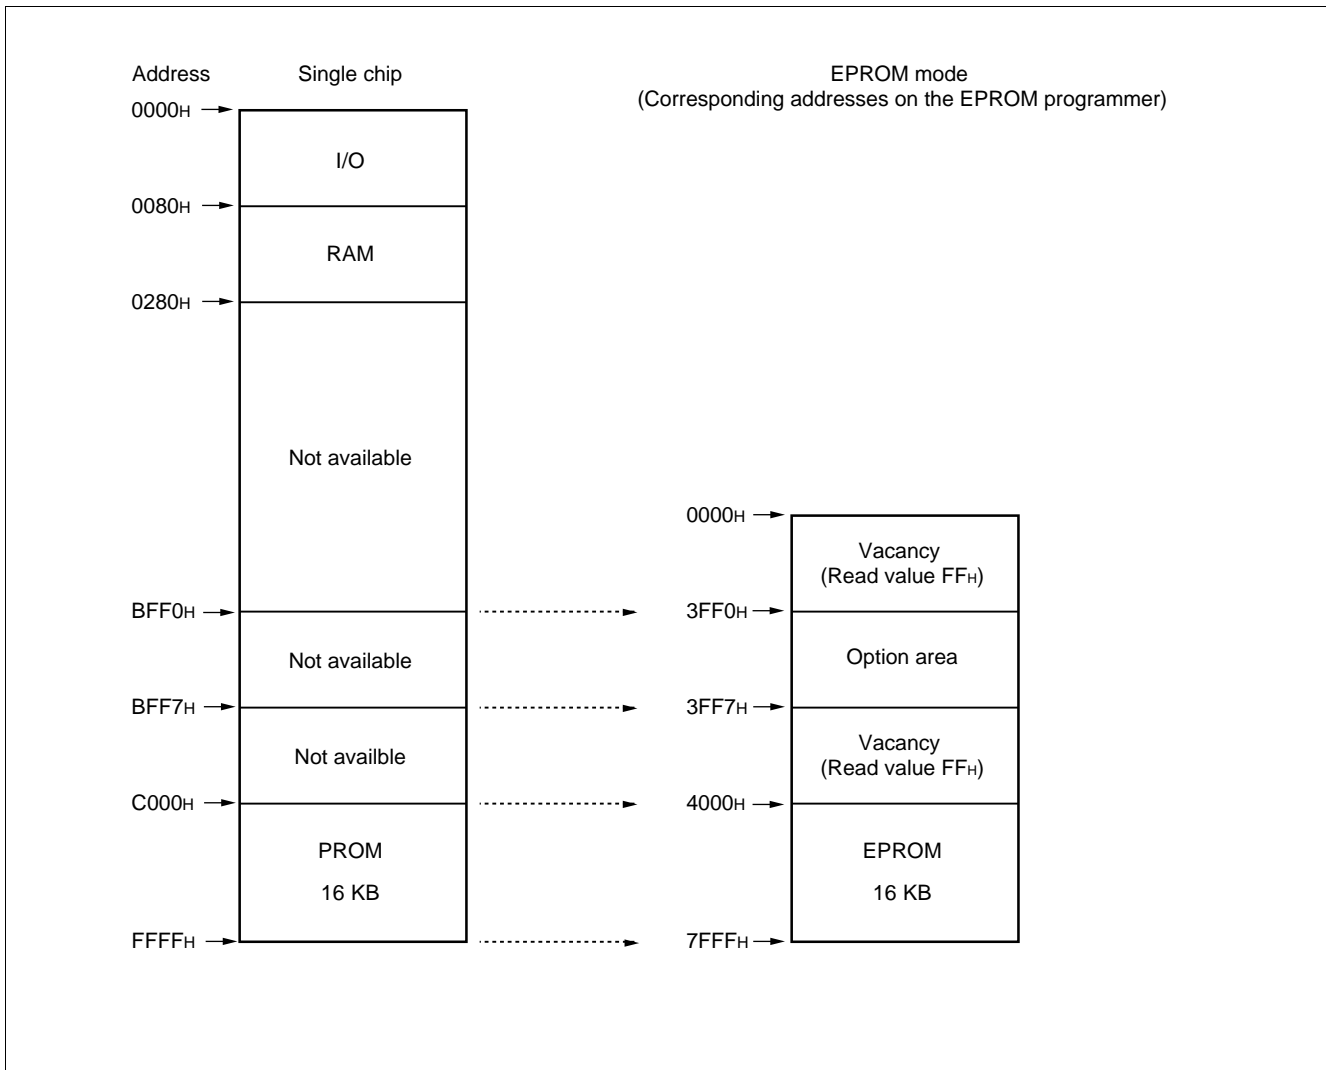 Address
Single chip
EPROM mode
(Corresponding addresses on the EPROM programmer)
0000H
I/O
0080H
RAM
0280H
Not available
0000H
Vacancy
(Read value FFH)
BFF0H
3FF0H
Not available
Option area
BFF7H
3FF7H
Not availble
Vacancy
(Read value FFH)
C000H
4000H
PROM
16 KB
EPROM
16 KB
FFFFH
7FFFH